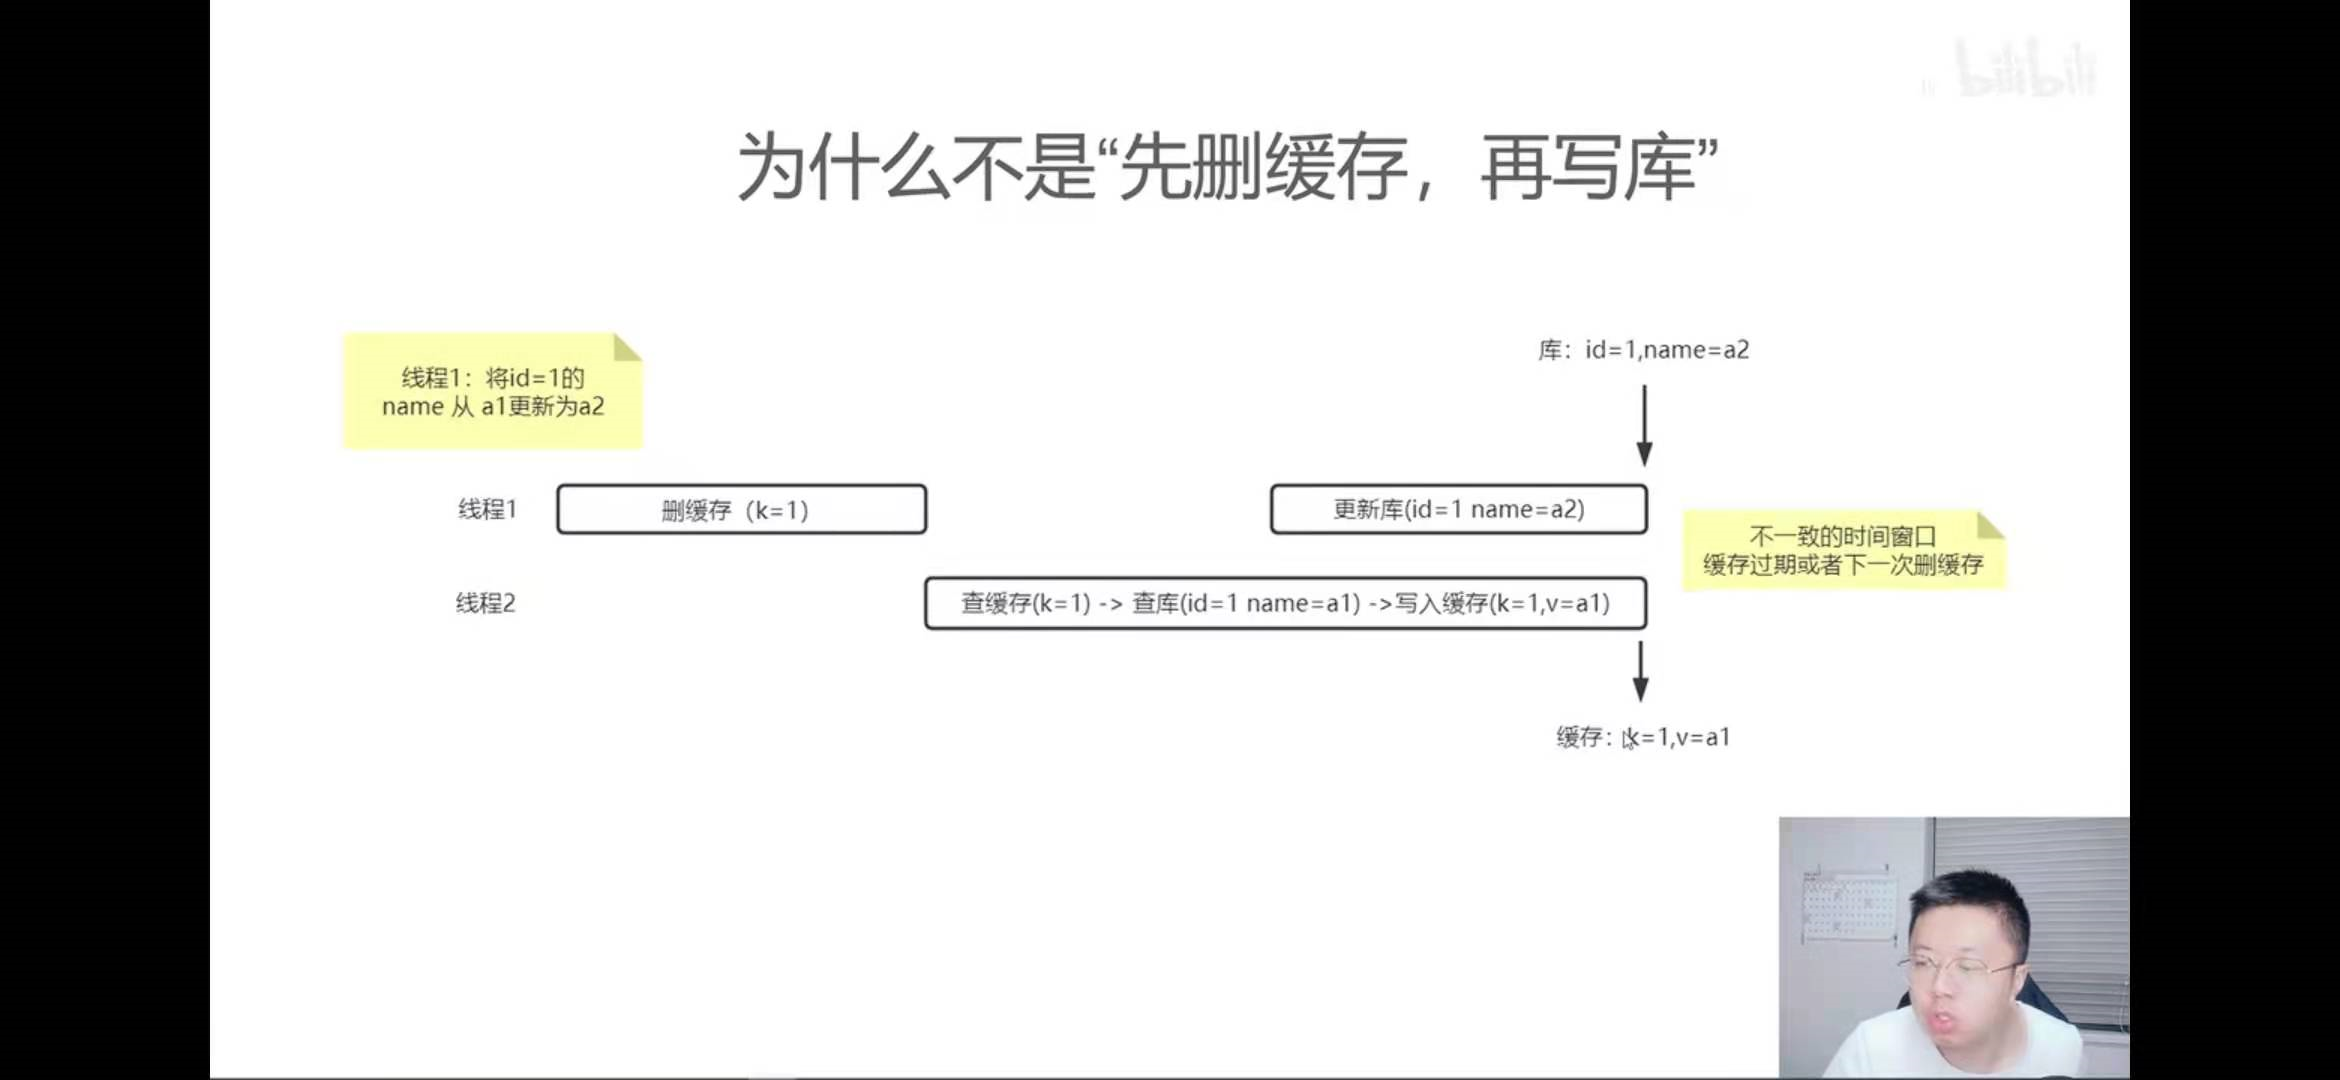 bilibili
为什么不是“先删缓存，再写库”
线程1：将id=1的
name 从 a1更新为a2
库：id=1,name=a2
线程1
删缓存（k=1）
更新库(id=1 name=a2)
不一致的时间窗口
缓存过期或者下一次删缓存
线程2
查缓存(k=1) -> 查库(id=1 name=a1) ->写入缓存(k=1,v=a1)
缓存：k=1,v=a1